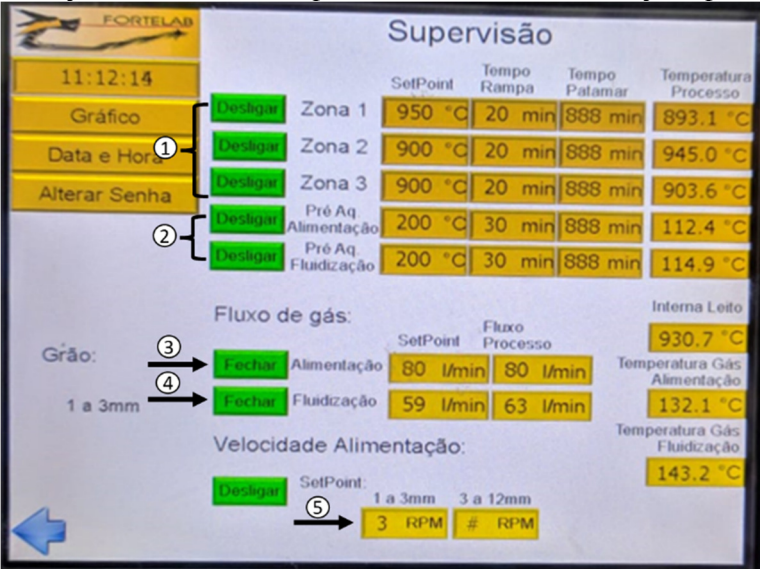 FORTELAB
Supervisão
11:12:14
Gráfico
Data e Hora
Alterar Senha
SetPoint Tempo Rampa Tempo Patamar Temperatura Processo
1
Desligar Zona 1 950 °C 20 min 888 min 893.1 °C
Desligar Zona 2 900 °C 20 min 888 min 945.0 °C
Desligar Zona 3 900 °C 20 min 888 min 903.6 °C
2
Desligar Pré Aq. Alimentação 200 °C 30 min 888 min 112.4 °C
Desligar Pré Aq. Fluidização 200 °C 30 min 888 min 114.9 °C
Fluxo de gás:
SetPoint Fluxo Processo
Interna Leito
930.7 °C
Grão:
1 a 3mm
3
Fechar Alimentação 80 l/min 80 l/min
4
Fechar Fluidização 59 l/min 63 l/min
Temperatura Gás
Alimentação
132.1 °C
Temperatura Gás
Fluidização
143.2 °C
Velocidade Alimentação:
Desligar SetPoint:
1 a 3mm 3 a 12mm
5
3 RPM # RPM